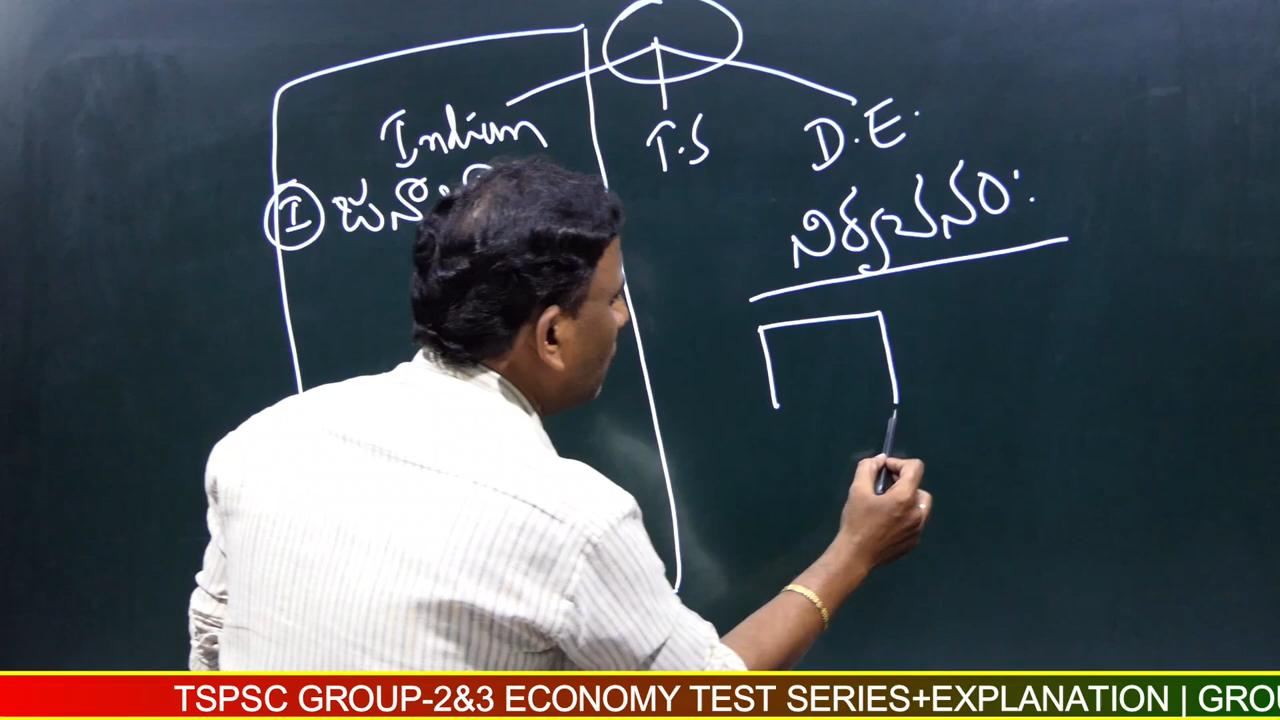 Indian
T.S
D.E.
I
నిర్వచనం:
TSPSC GROUP-2&3 ECONOMY TEST SERIES+EXPLANATION | GRO